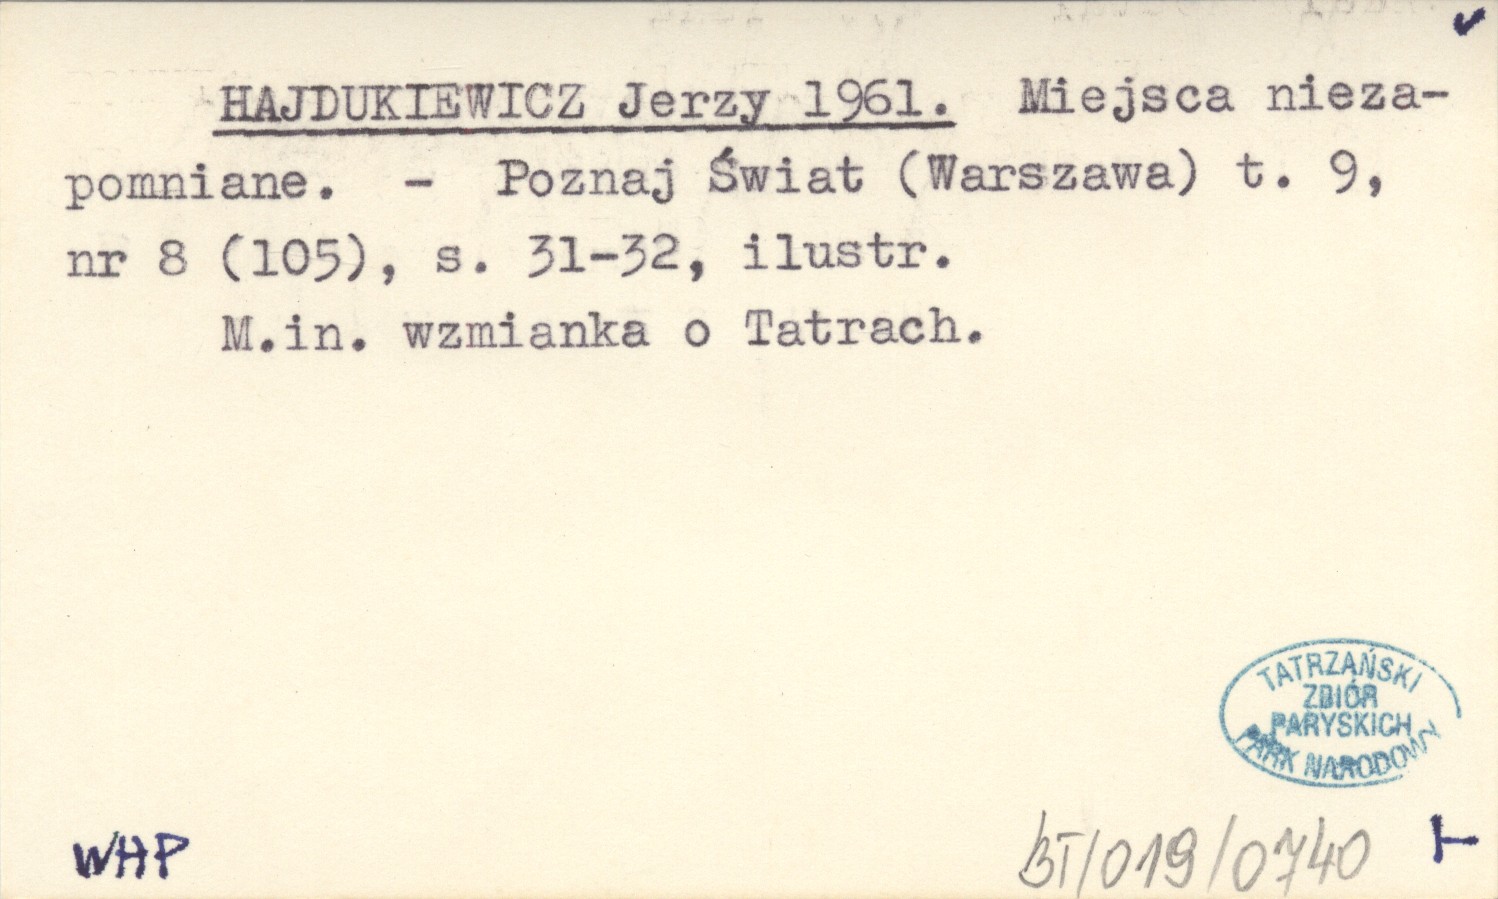 HAJDUKIEWICZ Jerzy 1961. Miejsca nieza-
pomniane. - Poznaj Świat (Warszawa) t. 9,
nr 8 (105), s. 31-32, ilustr.
M.in. wzmianka o Tatrach.
TATRZAŃSKI
ZBIÓR
PARYSKICH
PARK NARODOWY
WHP
BT/019/0740
T